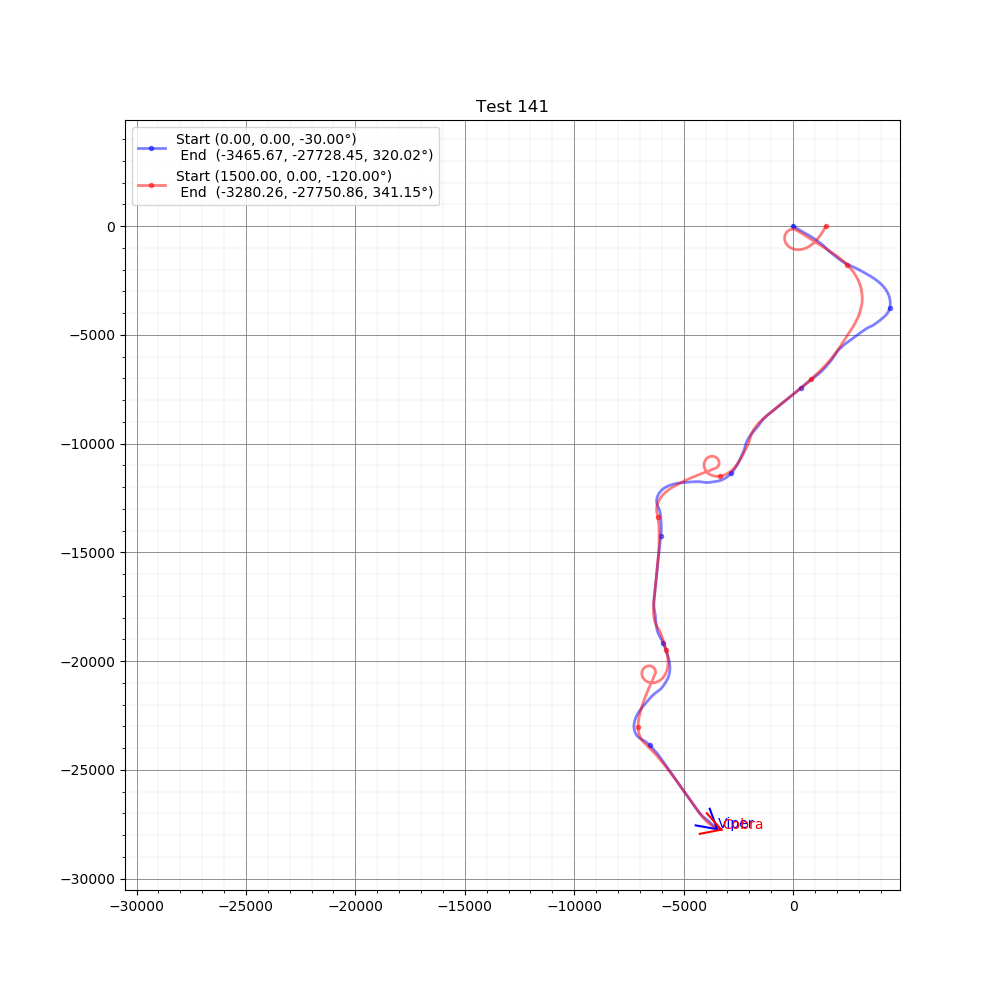 Test 141
Start (0.00, 0.00, -30.00°)
End (-3465.67, -27728.45, 320.02°)
Start (1500.00, 0.00, -120.00°)
End (-3280.26, -27750.86, 341.15°)
0
−5000
−10000
−15000
−20000
−25000
−30000
Viper
Cobra
−30000
−25000
−20000
−15000
−10000
−5000
0